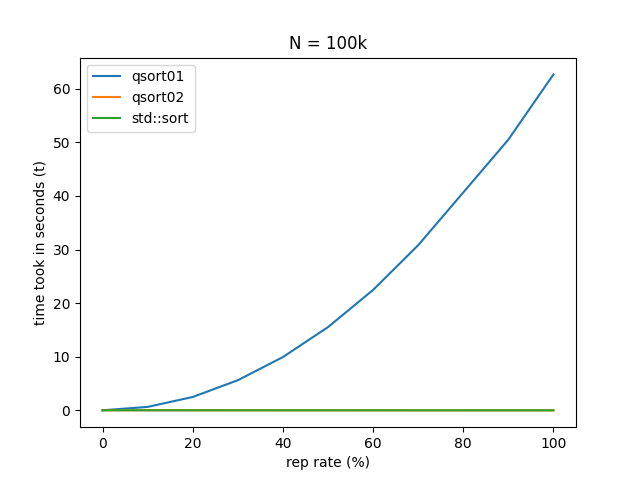 N = 100k
qsort01
qsort02
std::sort
time took in seconds (t)
60
50
40
30
20
10
0
0 20 40 60 80 100
rep rate (%)